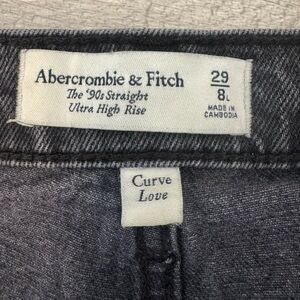 Abercrombie & Fitch
The '90s Straight
Ultra High Rise
29
8L
MADE IN
CAMBODIA
Curve
Love